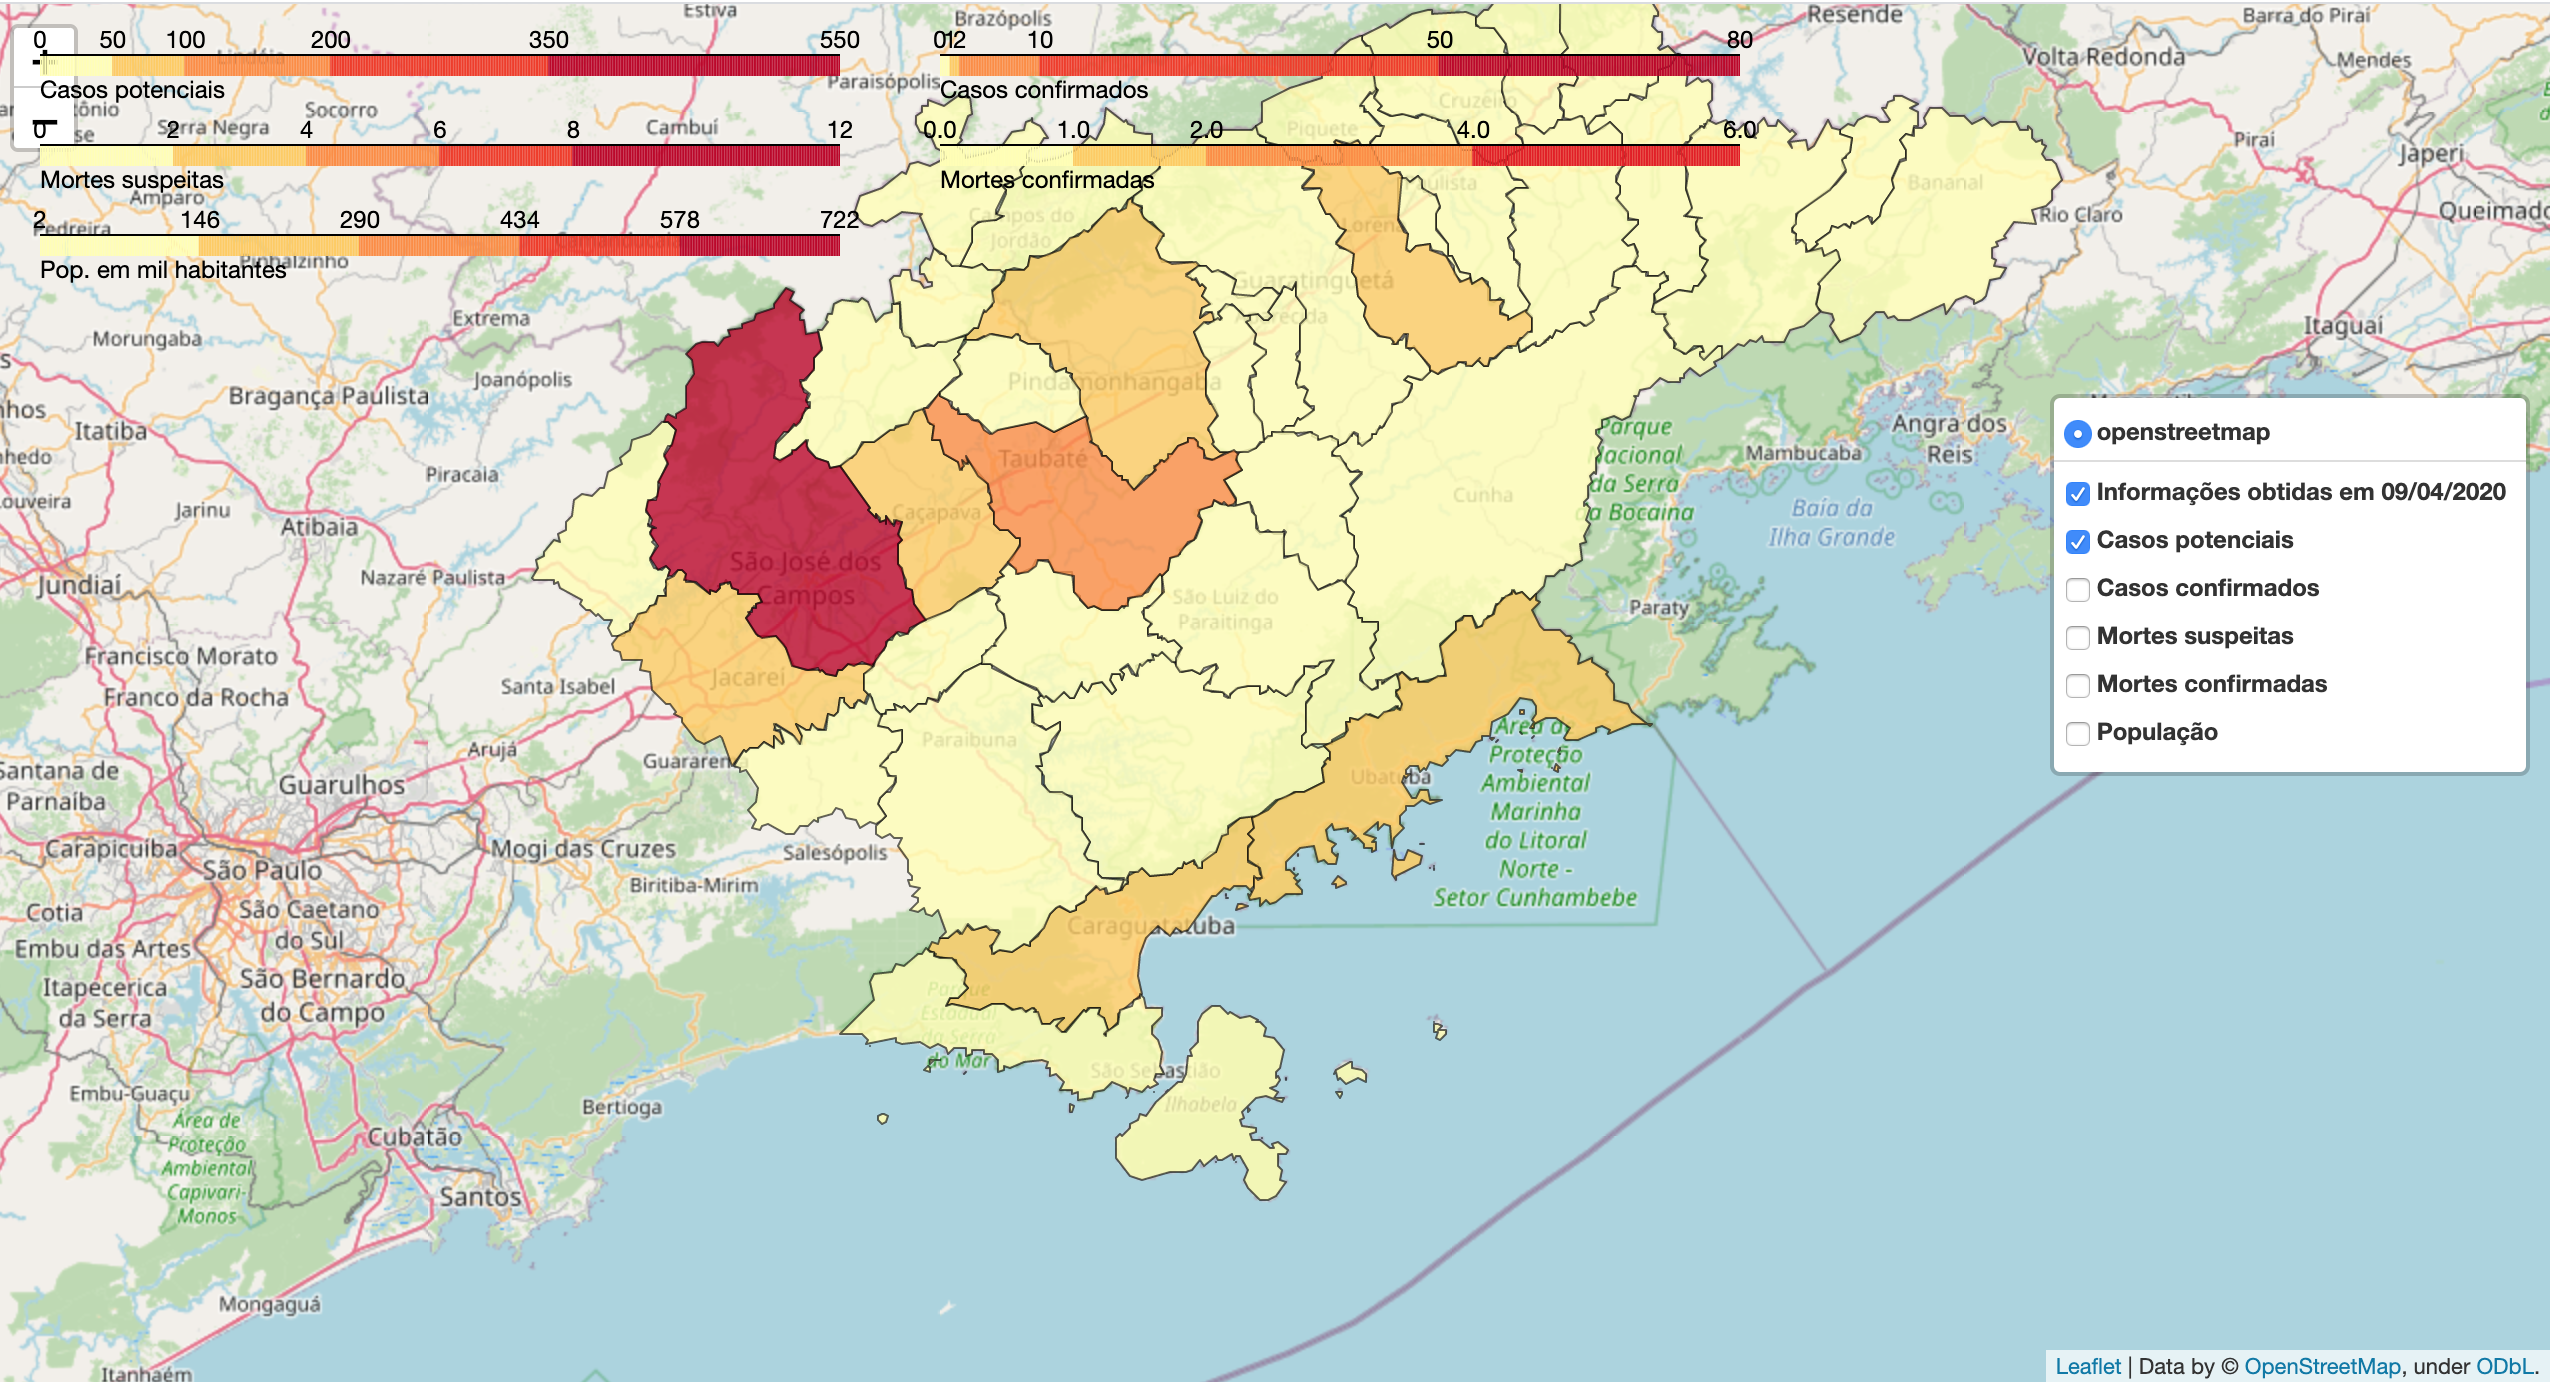 Estiva
Brazópolis
Resende
Barra do Piraí
0 50 100 200 350 550
0 1 2 10 50 80
Lindóia
Volta Redonda
Mendes
Casos potenciais
Paraisópolis
Casos confirmados
Socorro
Cruzeiro
0 2 4 6 8 12
Serra Negra
Cambuí
0.0 1.0 2.0 4.0 6.0
Piquete
Piraí
Japeri
Mortes suspeitas
Mortes confirmadas
Paulista
Bananal
Amparo
2 146 290 434 578 722
Pedreira
Campos do
Jordão
Lorena
Rio Claro
Queimado
Camanducaia
Pinhalzinho
Pop. em mil habitantes
Guaratinguetá
Extrema
Aparecida
Itaguaí
Morungaba
Joanópolis
Pindamonhangaba
Bragança Paulista
nhos
Itatiba
Parque
Nacional
da Serra
da Bocaina
Angra dos
Reis
Mambucaba
openstreetmap
nhedo
Piracaia
Taubaté
Cunha
Informações obtidas em 09/04/2020
Louveira
Jarinu
Atibaia
Caçapava
Baía da
Ilha Grande
Casos potenciais
São José dos
Campos
Jundiaí
Nazaré Paulista
São Luiz do
Paraitinga
Paraty
Casos confirmados
Mortes suspeitas
Francisco Morato
Santa Isabel
Jacareí
Mortes confirmadas
Franco da Rocha
População
Arujá
Guararema
Paraibuna
Área de
Proteção
Ambiental
Marinha
do Litoral
Norte -
Setor Cunhambebe
Ubatuba
Santana de
Parnaíba
Guarulhos
Carapicuíba
São Paulo
Mogi das Cruzes
Salesópolis
Biritiba-Mirim
Cotia
São Caetano
do Sul
Caraguatatuba
Embu das Artes
São Bernardo
do Campo
Itapecerica
da Serra
Parque
Estadual
da Serra
do Mar
São Sebastião
Ilhabela
Embu-Guaçu
Bertioga
Área de
Proteção
Ambiental
Capivari-
Monos
Cubatão
Santos
Mongaguá
Itanhaém
Leaflet | Data by © OpenStreetMap, under ODbL.